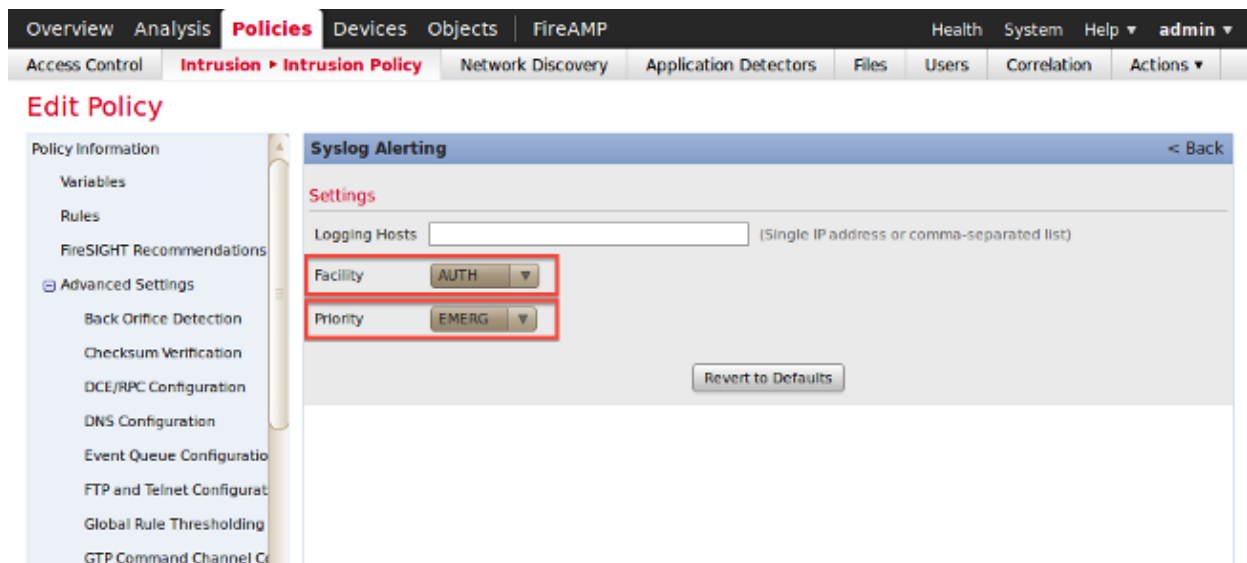 Overview Analysis Policies Devices Objects FireAMP Health System Help ▼ admin ▼
Access Control Intrusion ▸ Intrusion Policy Network Discovery Application Detectors Files Users Correlation Actions ▼
Edit Policy
Policy Information
Variables
Rules
FireSIGHT Recommendations
Advanced Settings
Back Orifice Detection
Checksum Verification
DCE/RPC Configuration
DNS Configuration
Event Queue Configuratio
FTP and Telnet Configurat
Global Rule Thresholding
GTP Command Channel Co
Syslog Alerting < Back
Settings
Logging Hosts (Single IP address or comma-separated list)
Facility AUTH
Priority EMERG
Revert to Defaults